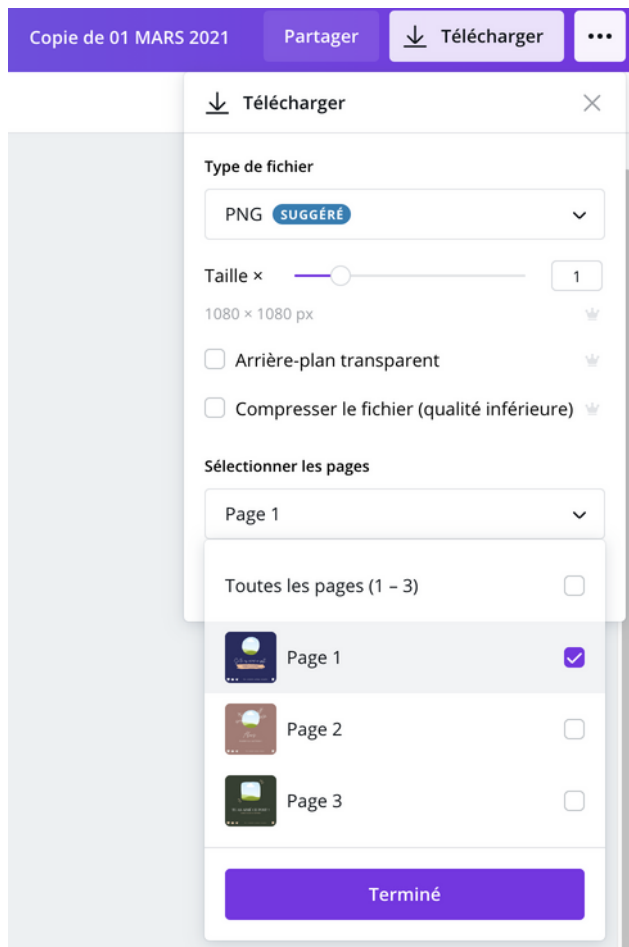 Copie de 01 MARS 2021
Partager
Télécharger
Télécharger
Type de fichier
PNG SUGGÉRÉ
Taille × 1
1080 × 1080 px
Arrière-plan transparent
Compresser le fichier (qualité inférieure)
Sélectionner les pages
Page 1
Toutes les pages (1 – 3)
Page 1
Page 2
Page 3
Terminé